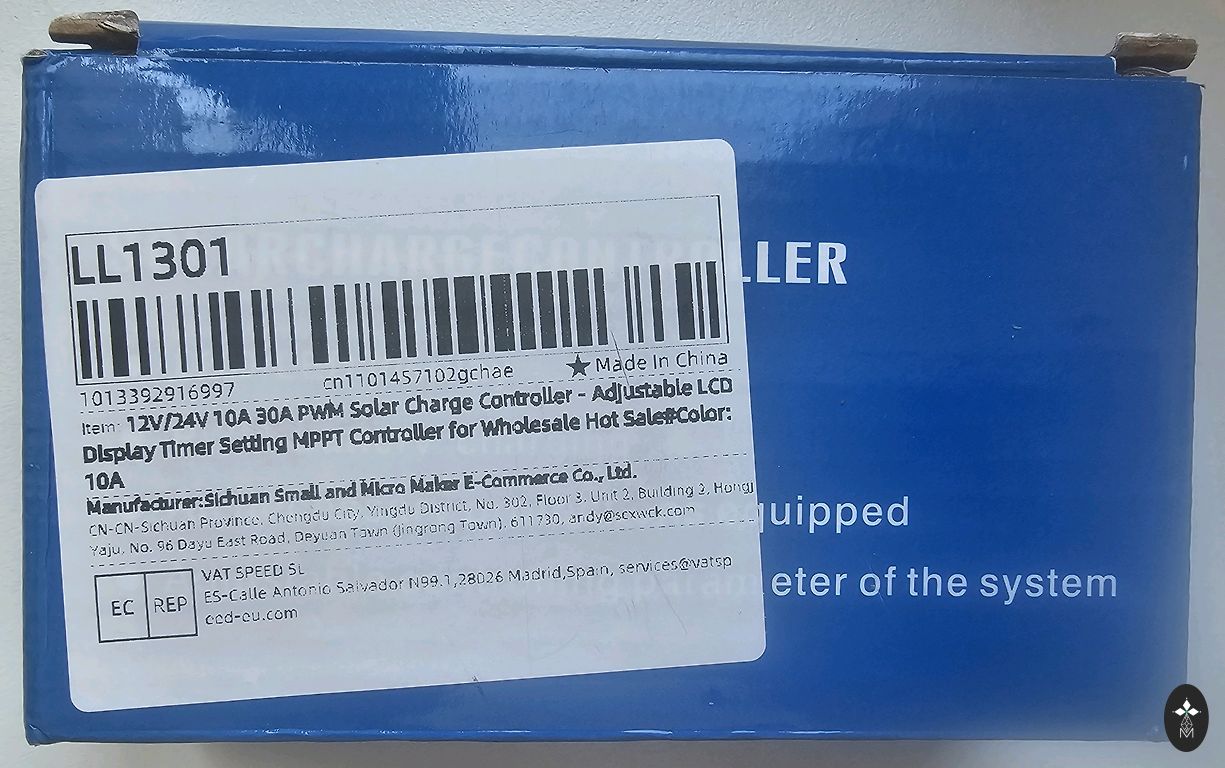 LL1301
LLER
cn1101457102gchae
★ Made In China
1013392916997
Item: 12V/24V 10A 30A PWM Solar Charge Controller - Adjustable LCD
Display Timer Setting MPPT Controller for Wholesale Hot Sale#Color:
10A
Manufacturer:Sichuan Small and Micro Maker E-Commerce Co., Ltd.
CN-CN-Sichuan Province, Chengdu City, Yingdu District, No. 302, Floor 3, Unit 2, Building 2, Hongj
Yaju, No. 96 Dayu East Road, Deyuan Town (Jingrong Town), 611730, andy@scxwck.com
uipped
EC REP
VAT SPEED SL
ES-Calle Antonio Salvador N99.1,28026 Madrid,Spain, services@vatsp
eed-eu.com
eter of the system